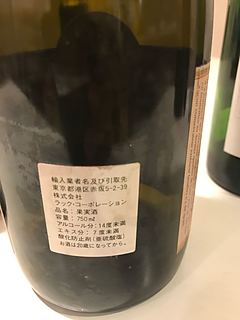 輸入業者名及び引取先
東京都港区赤坂5-2-39
株式会社
ラック・コーポレーション
品名：果実酒
容量：750ml
アルコール分：14度未満
エキス分：7度未満
酸化防止剤（亜硫酸塩）
お酒は20歳になってから。